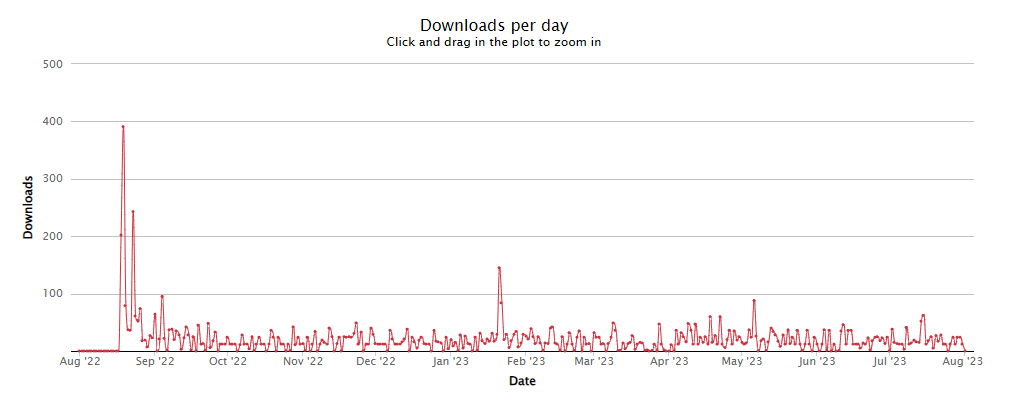 Downloads per day
Click and drag in the plot to zoom in
500
400
300
200
100
Downloads
Aug '22 Sep '22 Oct '22 Nov '22 Dec '22 Jan '23 Feb '23 Mar '23 Apr '23 May '23 Jun '23 Jul '23 Aug '23
Date